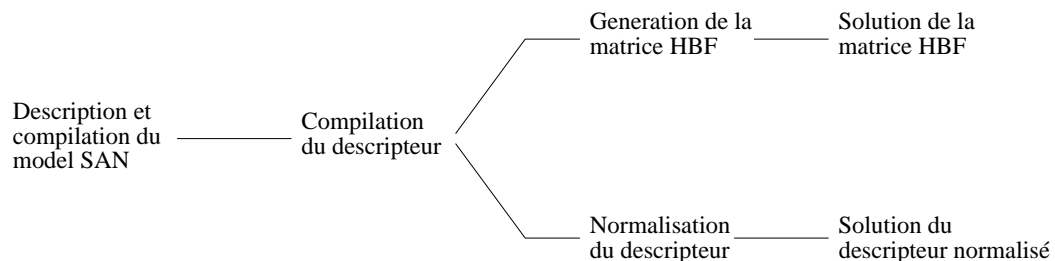 Description et
compilation du
model SAN
Compilation
du descripteur
Generation de la
matrice HBF
Solution de la
matrice HBF
Normalisation
du descripteur
Solution du
descripteur normalisé